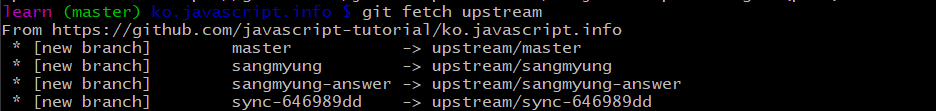 learn (master) ko.javascript.info $ git fetch upstream
From https://github.com/javascript-tutorial/ko.javascript.info
 * [new branch]      master          -> upstream/master
 * [new branch]      sangmyung       -> upstream/sangmyung
 * [new branch]      sangmyung-answer -> upstream/sangmyung-answer
 * [new branch]      sync-646989dd   -> upstream/sync-646989dd